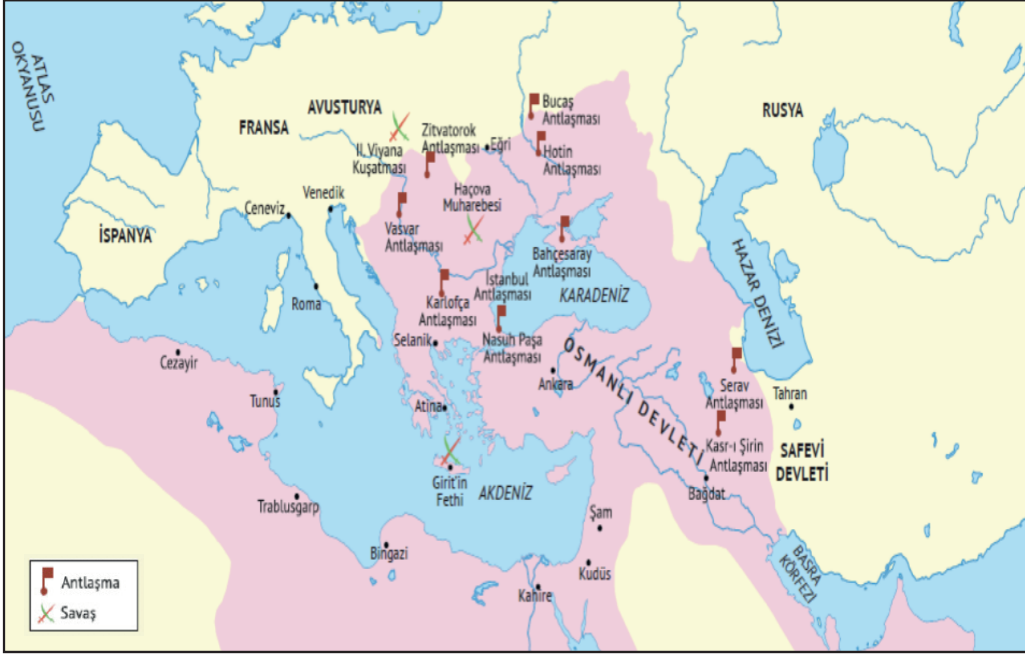 ATLAS
OKYANUSU
FRANSA
AVUSTURYA
RUSYA
İSPANYA
Ceneviz
Venedik
Roma
II. Viyana
Kuşatması
Zitvatorok
Antlaşması
Eğri
Bucaş
Antlaşması
Hotin
Antlaşması
Haçova
Muharebesi
Vasvar
Antlaşması
Bahçesaray
Antlaşması
Karlofça
Antlaşması
İstanbul
Antlaşması
Nasuh Paşa
Antlaşması
KARADENİZ
HAZAR DENİZİ
Selanik
Ankara
OSMANLI DEVLETİ
Serav
Antlaşması
Tahran
Kasr-ı Şirin
Antlaşması
SAFEVİ
DEVLETİ
Cezayir
Tunus
Atina
Girit'in
Fethi
AKDENİZ
Bağdat
Trablusgarp
Bingazi
Şam
Kudüs
Kahire
BASRA
KÖRFEZİ
Antlaşma
Savaş